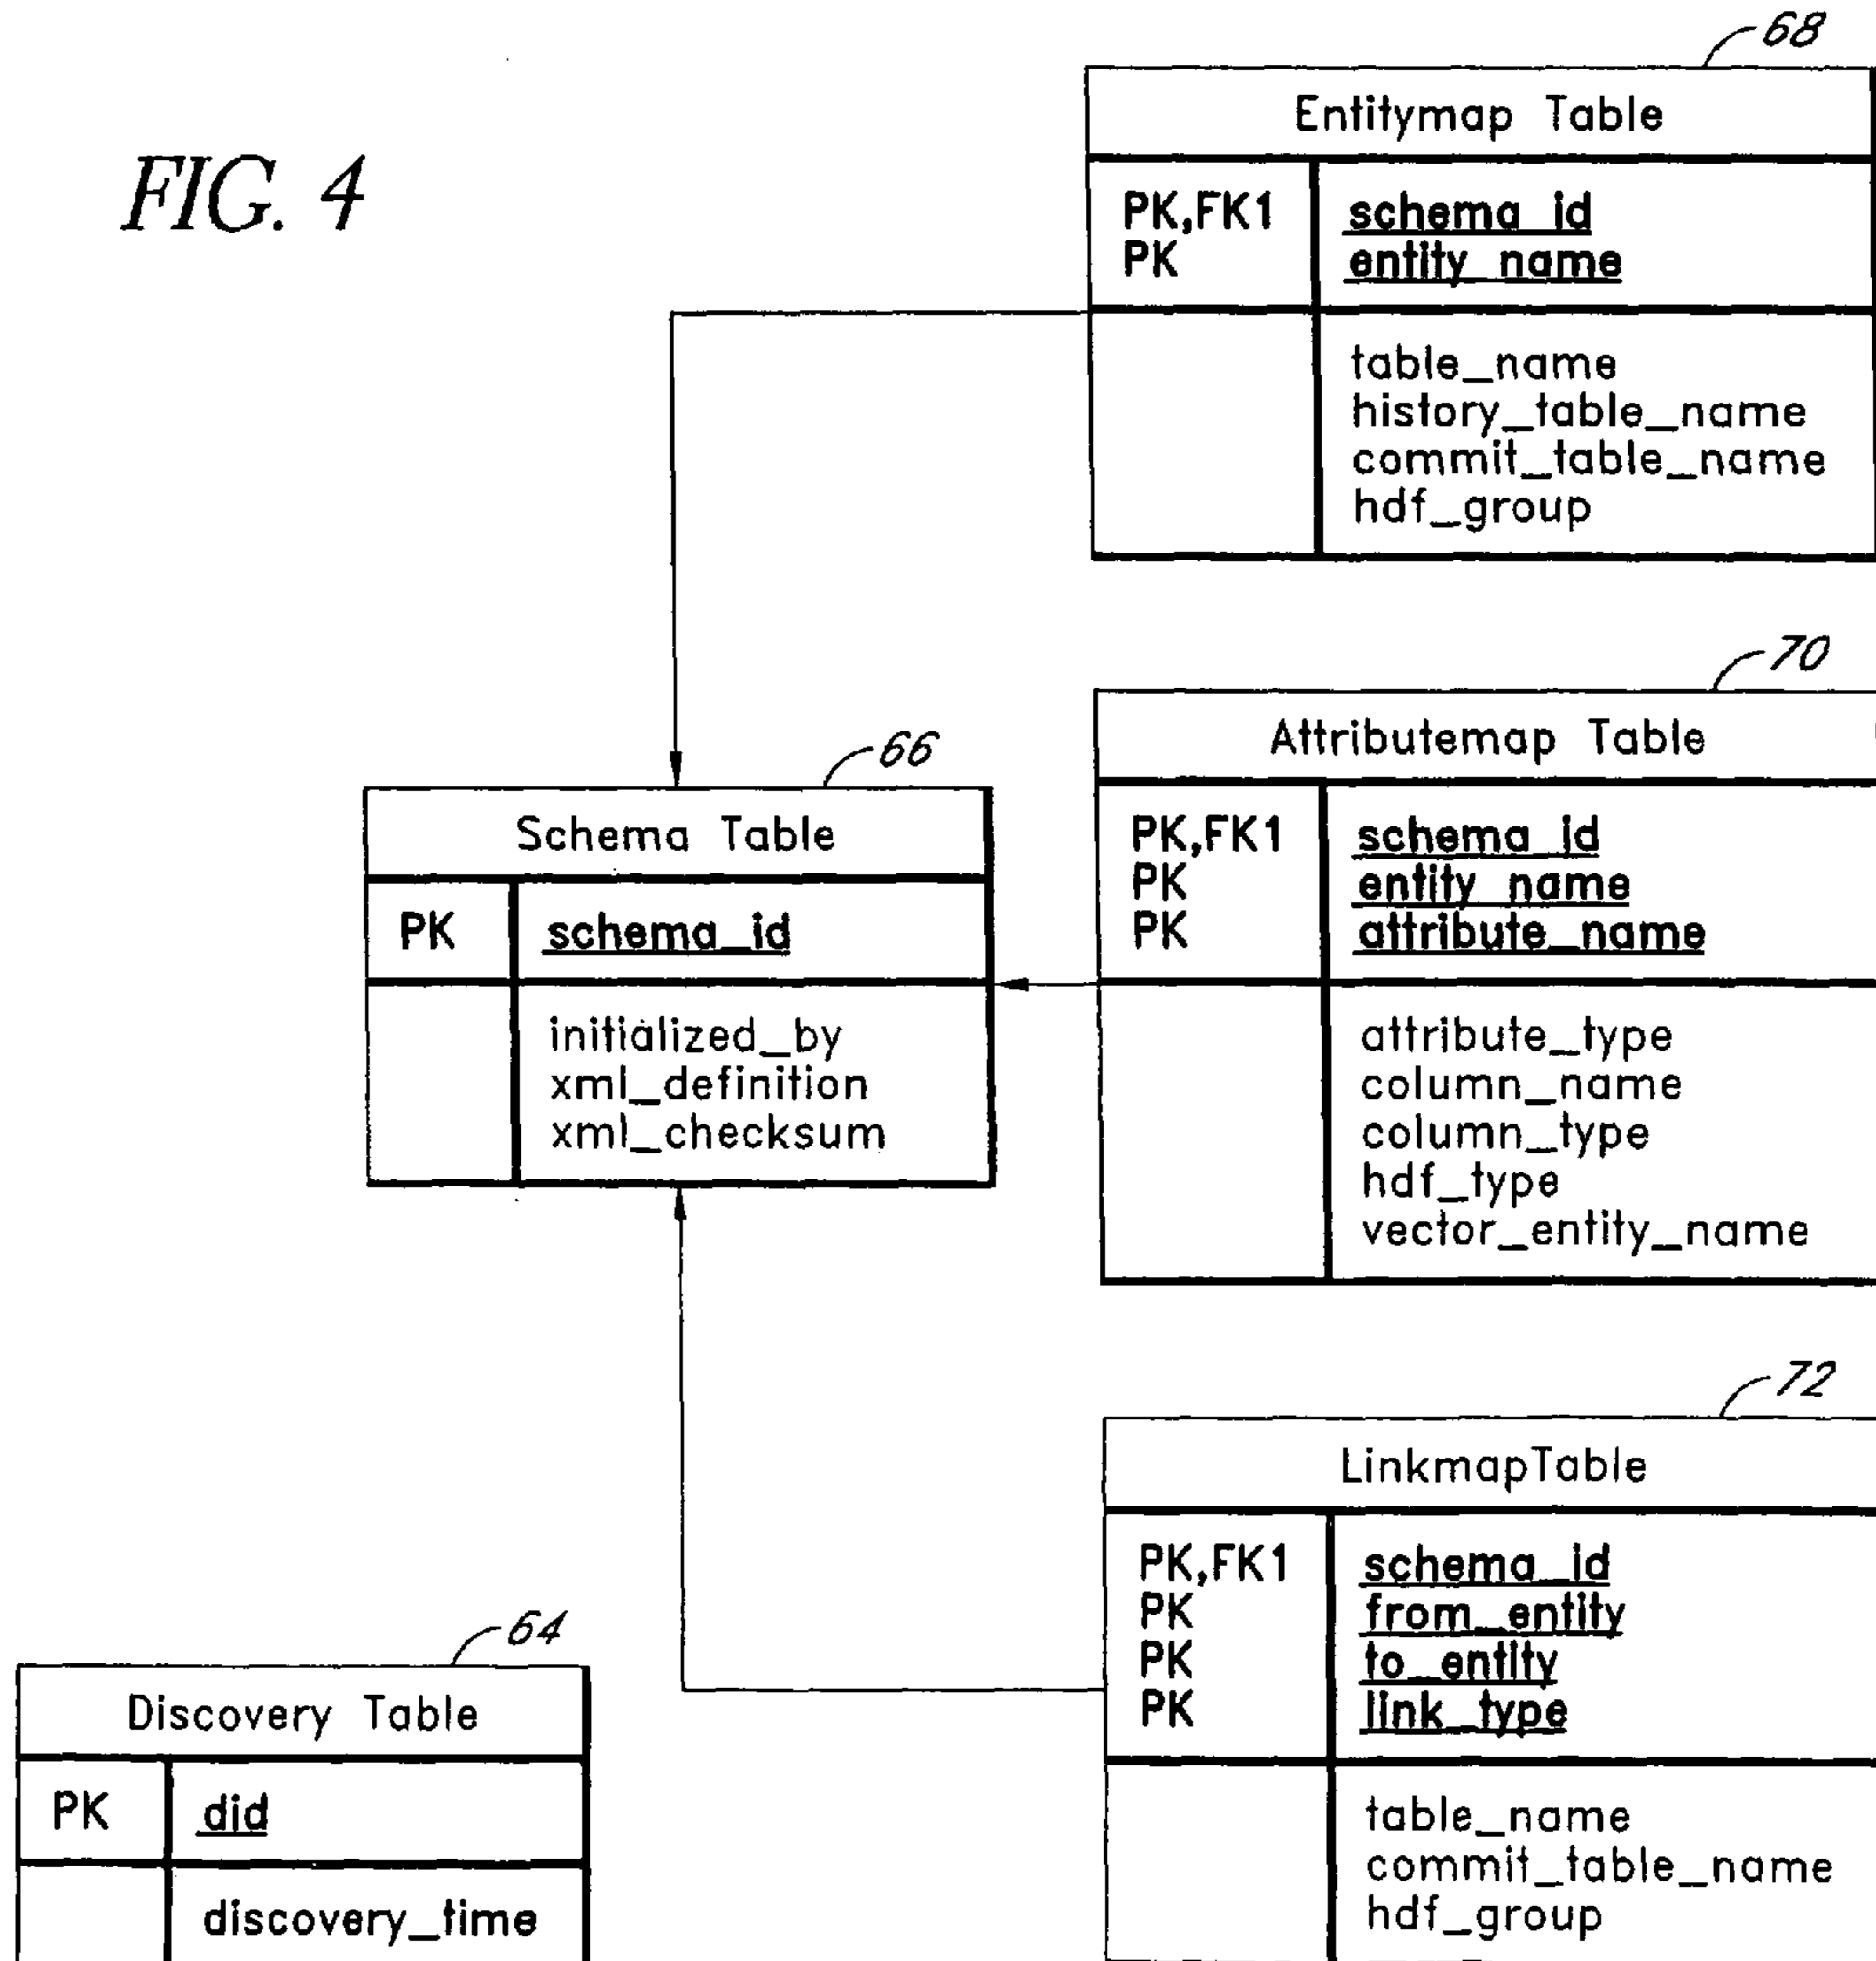 FIG. 4
68
Entitymap Table
PK,FK1 schema_id
PK entity_name
table_name
history_table_name
commit_table_name
hdf_group
70
Attributemap Table
PK,FK1 schema_id
PK entity_name
PK attribute_name
attribute_type
column_name
column_type
hdf_type
vector_entity_name
66
Schema Table
PK schema_id
initialized_by
xml_definition
xml_checksum
72
LinkmapTable
PK,FK1 schema_id
PK from_entity
PK to_entity
PK link_type
table_name
commit_table_name
hdf_group
64
Discovery Table
PK did
discovery_time